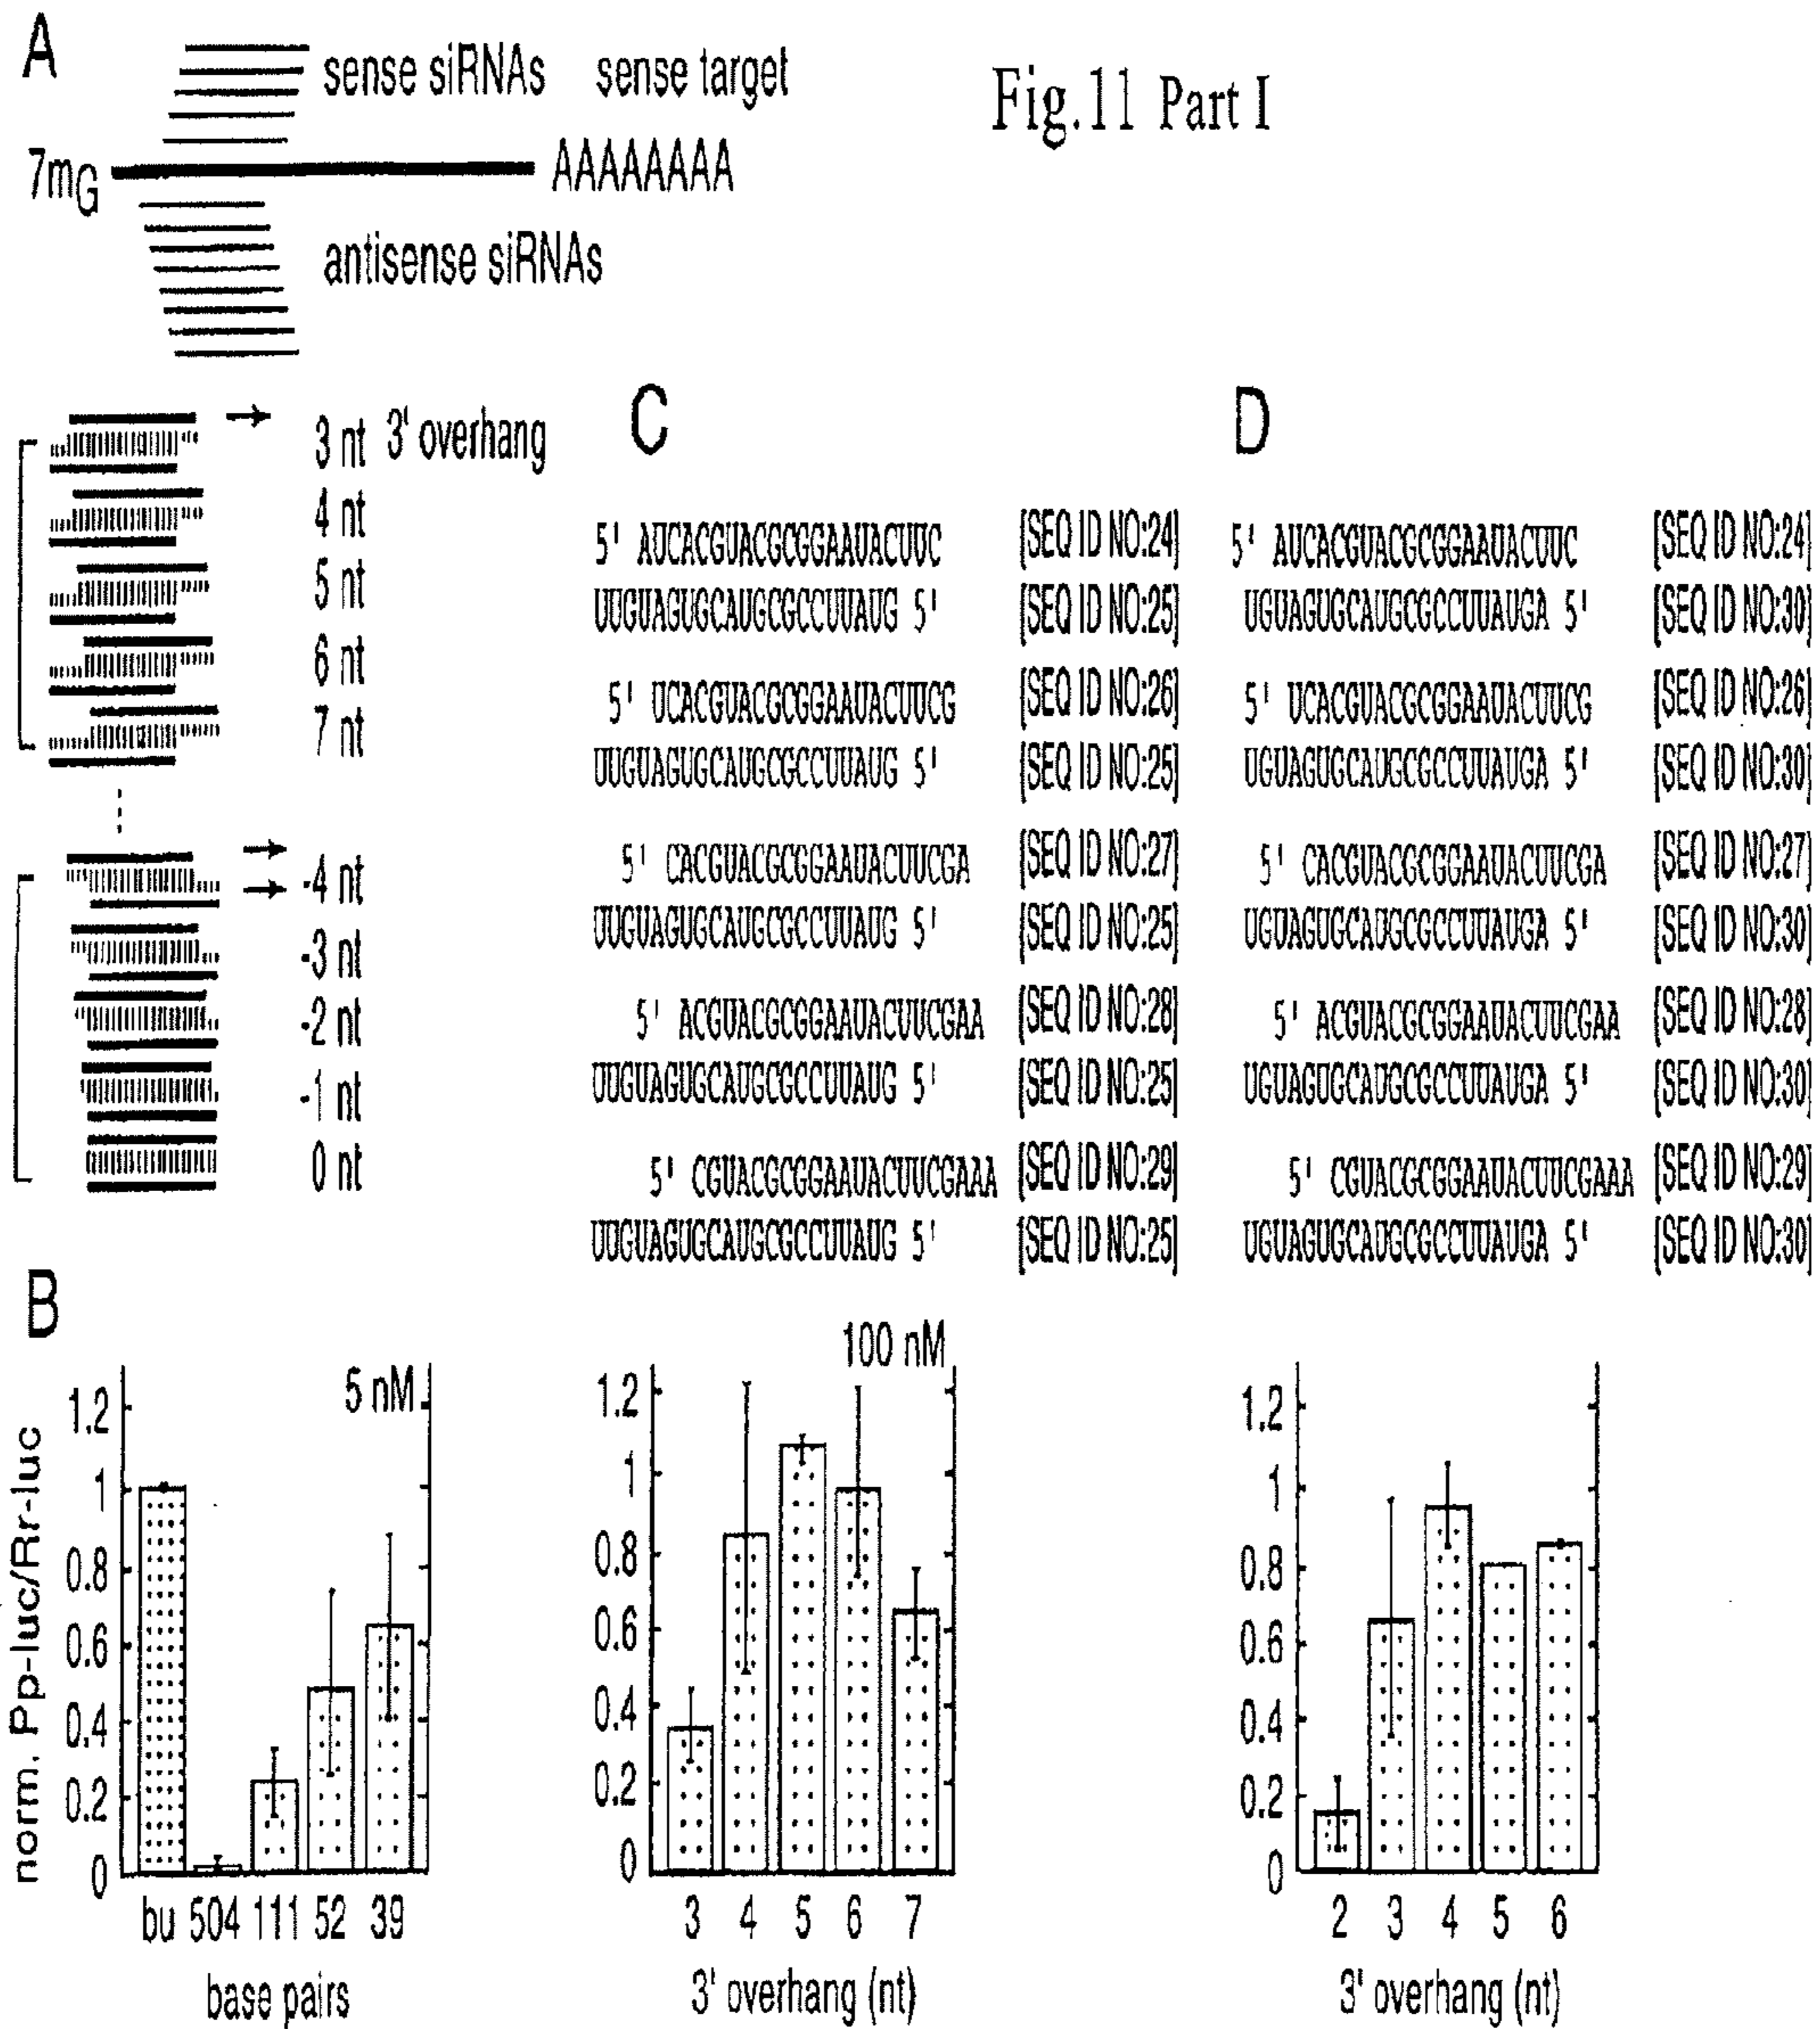 A
sense siRNAs sense target
Fig.11 Part I
7mG
AAAAAAAA
antisense siRNAs
3 nt 3' overhang
4 nt
5 nt
6 nt
7 nt
-4 nt
-3 nt
-2 nt
-1 nt
0 nt
C
5' AUCACGUACGCGGAAUACUUC [SEQ ID NO:24]
UUGUAGUGCAUGCGCCUUAUG 5' [SEQ ID NO:25]
5' UCACGUACGCGGAAUACUUCG [SEQ ID NO:26]
UUGUAGUGCAUGCGCCUUAUG 5' [SEQ ID NO:25]
5' CACGUACGCGGAAUACUUCGA [SEQ ID NO:27]
UUGUAGUGCAUGCGCCUUAUG 5' [SEQ ID NO:25]
5' ACGUACGCGGAAUACUUCGAA [SEQ ID NO:28]
UUGUAGUGCAUGCGCCUUAUG 5' [SEQ ID NO:25]
5' CGUACGCGGAAUACUUCGAAA [SEQ ID NO:29]
UUGUAGUGCAUGCGCCUUAUG 5' [SEQ ID NO:25]
D
5' AUCACGUACGCGGAAUACUUC [SEQ ID NO:24]
UGUAGUGCAUGCGCCUUAUGA 5' [SEQ ID NO:30]
5' UCACGUACGCGGAAUACUUCG [SEQ ID NO:26]
UGUAGUGCAUGCGCCUUAUGA 5' [SEQ ID NO:30]
5' CACGUACGCGGAAUACUUCGA [SEQ ID NO:27]
UGUAGUGCAUGCGCCUUAUGA 5' [SEQ ID NO:30]
5' ACGUACGCGGAAUACUUCGAA [SEQ ID NO:28]
UGUAGUGCAUGCGCCUUAUGA 5' [SEQ ID NO:30]
5' CGUACGCGGAAUACUUCGAAA [SEQ ID NO:29]
UGUAGUGCAUGCGCCUUAUGA 5' [SEQ ID NO:30]
B
norm. Pp-luc/Rr-luc
5 nM
1.2
1
0.8
0.6
0.4
0.2
0
bu 504 111 52 39
base pairs
100 nM
1.2
1
0.8
0.6
0.4
0.2
0
3 4 5 6 7
3' overhang (nt)
1.2
1
0.8
0.6
0.4
0.2
0
2 3 4 5 6
3' overhang (nt)